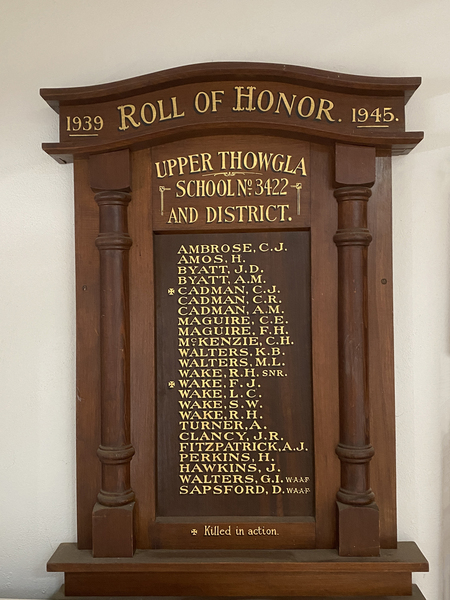 1939 ROLL OF HONOR. 1945.
UPPER THOWGLA
SCHOOL No. 3422
AND DISTRICT.
AMBROSE, C.J.
AMOS, H.
BYATT, J.D.
BYATT, A.M.
✠ CADMAN, C.J.
CADMAN, C.R.
CADMAN, A.M.
MAGUIRE, C.E.
MAGUIRE, F.H.
McKENZIE, C.H.
WALTERS, K.B.
WALTERS, M.L.
WAKE, R.H. SNR.
✠ WAKE, F.J.
WAKE, L.C.
WAKE, S.W.
WAKE, R.H.
TURNER, A.
CLANCY, J.R.
FITZPATRICK, A.J.
PERKINS, H.
HAWKINS, J.
WALTERS, G.I. WAAF
SAPSFORD, D. WAAF
✠ Killed in action.